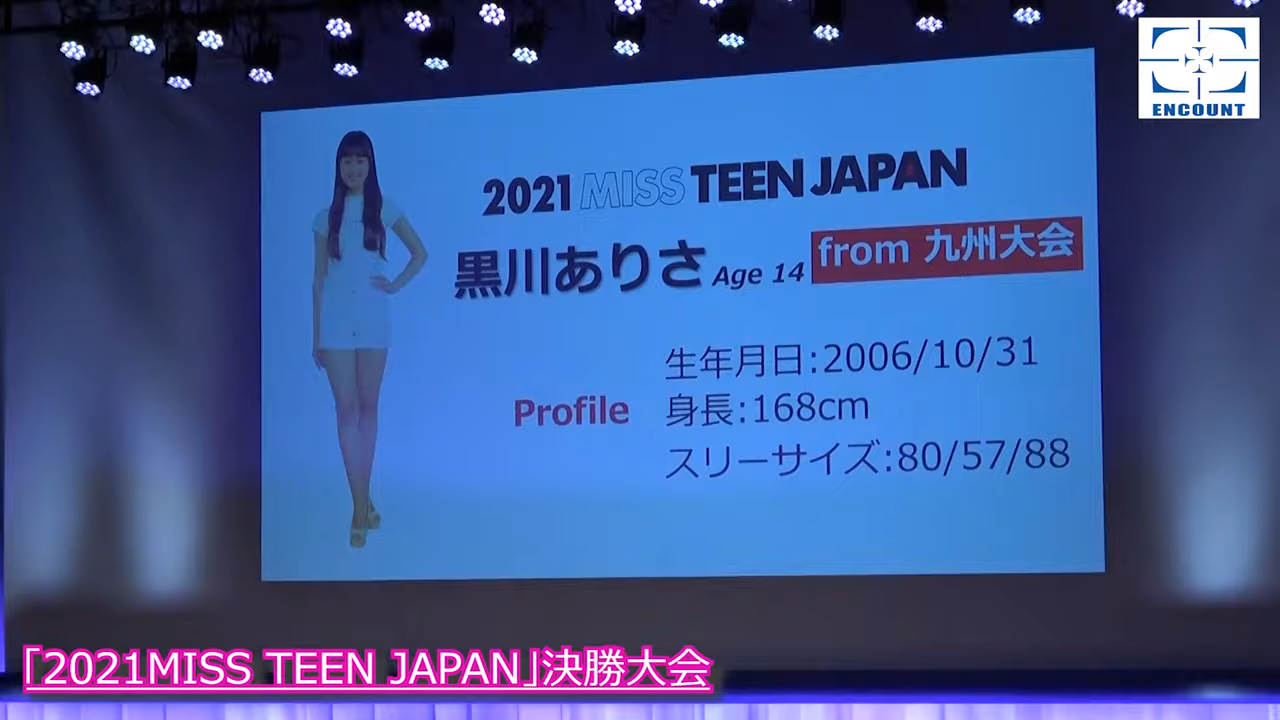 ENCOUNT
2021 MISS TEEN JAPAN
黒川ありさ Age 14 from 九州大会
Profile
生年月日:2006/10/31
身長:168cm
スリーサイズ:80/57/88
「2021MISS TEEN JAPAN」決勝大会